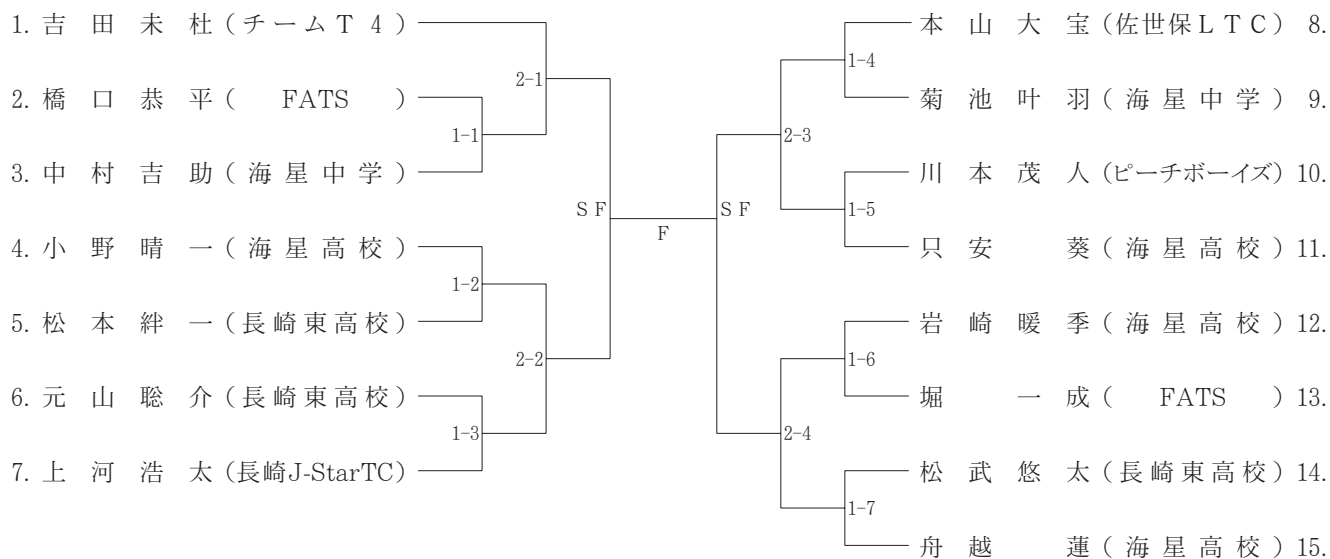 1. 吉田未杜(チームT4)
2-1
2. 橋口恭平(FATS)
1-1
3. 中村吉助(海星中学)
SF
4. 小野晴一(海星高校)
1-2
5. 松本絆一(長崎東高校)
2-2
6. 元山聡介(長崎東高校)
1-3
7. 上河浩太(長崎J-StarTC)
F
本山大宝(佐世保LTC) 8.
1-4
菊池叶羽(海星中学) 9.
2-3
川本茂人(ピーチボーイズ) 10.
1-5
只安葵(海星高校) 11.
SF
岩崎暖季(海星高校) 12.
1-6
堀一成(FATS) 13.
2-4
松武悠太(長崎東高校) 14.
1-7
舟越蓮(海星高校) 15.